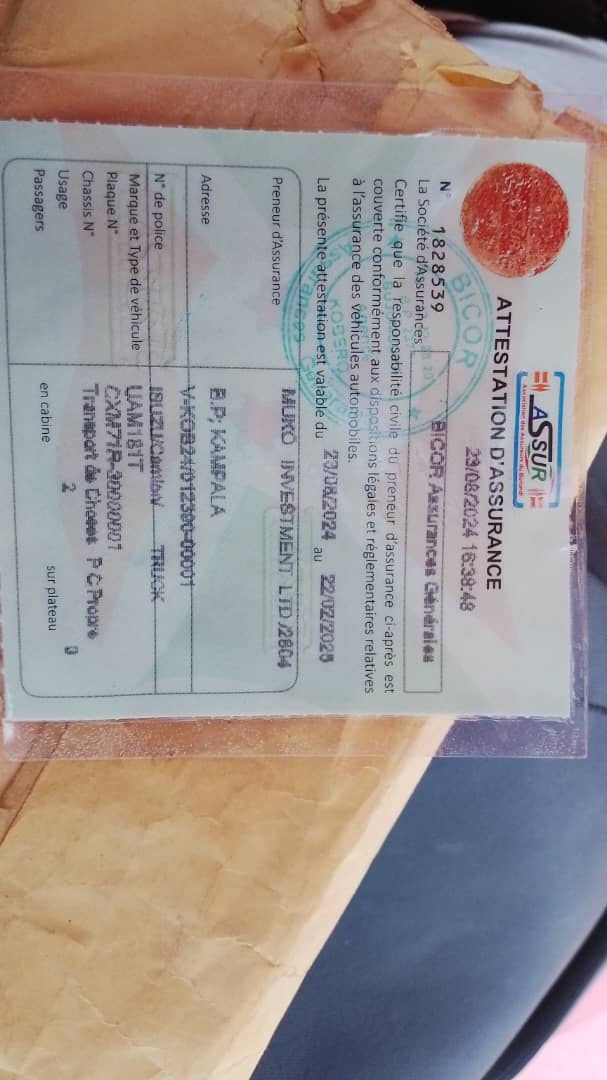 ASSUR
Association des Assureurs du Burundi
ATTESTATION D'ASSURANCE
23/08/2024 16:38:48
BICOR
N° 1828539
BICOR Assurances Générales
La Société d'Assurances
Certifie que la responsabilité civile du preneur d'assurance ci-après est
couverte conformément aux dispositions légales et réglementaires relatives
à l'assurance des véhicules automobiles.
KOBERO
Assurances Générales
La présente attestation est valable du 23/08/2024 au 22/02/2025
Preneur d'Assurance MUKO INVESTMENT LTD /2604
Adresse B.P; KAMPALA
N° de police V-KOB24/012390-00001
Marque et Type de véhicule ISUZU/Camion/ TRUCK
Plaque N° UAM181T
Chassis N° CXM71R-30000001
Usage Transport de Choses P C Propre
Passagers 2 en cabine 0 sur plateau